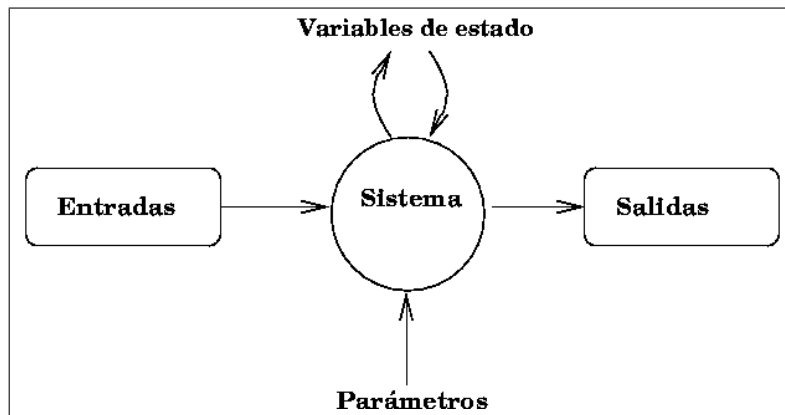 Variables de estado
Entradas
Sistema
Salidas
Parámetros